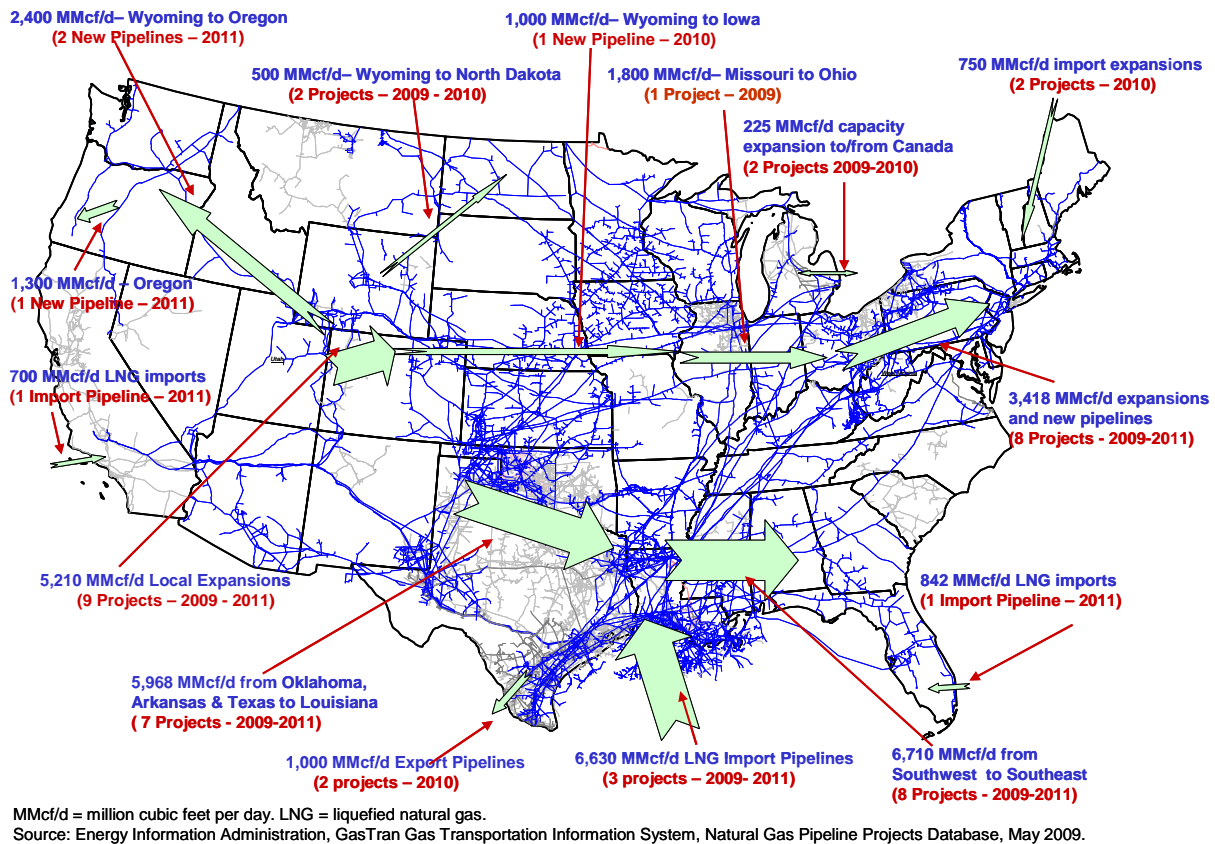 2,400 MMcf/d– Wyoming to Oregon
(2 New Pipelines – 2011)
1,000 MMcf/d– Wyoming to Iowa
(1 New Pipeline – 2010)
500 MMcf/d– Wyoming to North Dakota
(2 Projects – 2009 - 2010)
1,800 MMcf/d– Missouri to Ohio
(1 Project – 2009)
750 MMcf/d import expansions
(2 Projects – 2010)
225 MMcf/d capacity
expansion to/from Canada
(2 Projects 2009-2010)
1,300 MMcf/d – Oregon
(1 New Pipeline – 2011)
Utah
700 MMcf/d LNG imports
(1 Import Pipeline – 2011)
3,418 MMcf/d expansions
and new pipelines
(8 Projects - 2009-2011)
5,210 MMcf/d Local Expansions
(9 Projects – 2009 - 2011)
842 MMcf/d LNG imports
(1 Import Pipeline – 2011)
5,968 MMcf/d from Oklahoma,
Arkansas & Texas to Louisiana
( 7 Projects - 2009-2011)
1,000 MMcf/d Export Pipelines
(2 projects – 2010)
6,630 MMcf/d LNG Import Pipelines
(3 projects – 2009- 2011)
6,710 MMcf/d from
Southwest to Southeast
(8 Projects - 2009-2011)
MMcf/d = million cubic feet per day. LNG = liquefied natural gas.
Source: Energy Information Administration, GasTran Gas Transportation Information System, Natural Gas Pipeline Projects Database, May 2009.